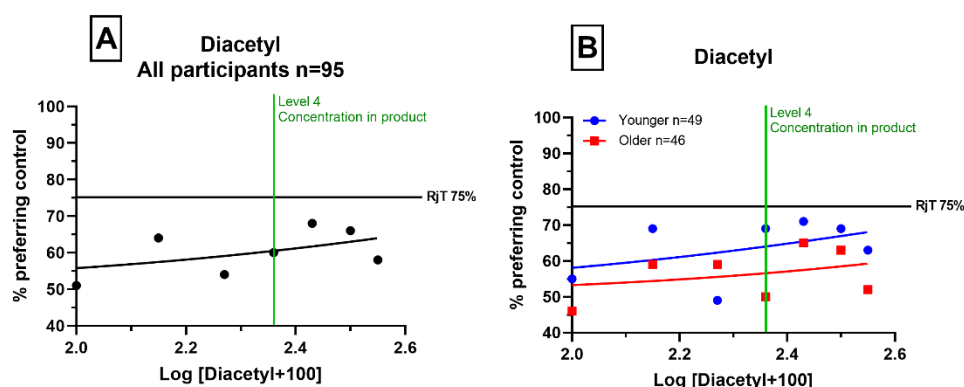 A
Diacetyl
All participants n=95
Level 4
Concentration in product
100
90
80
70
60
50
40
RjT 75%
% preferring control
2.0
2.2
2.4
2.6
Log [Diacetyl+100]
B
Diacetyl
Younger n=49
Older n=46
Level 4
Concentration in product
100
90
80
70
60
50
40
RjT 75%
% preferring control
2.0
2.2
2.4
2.6
Log [Diacetyl+100]